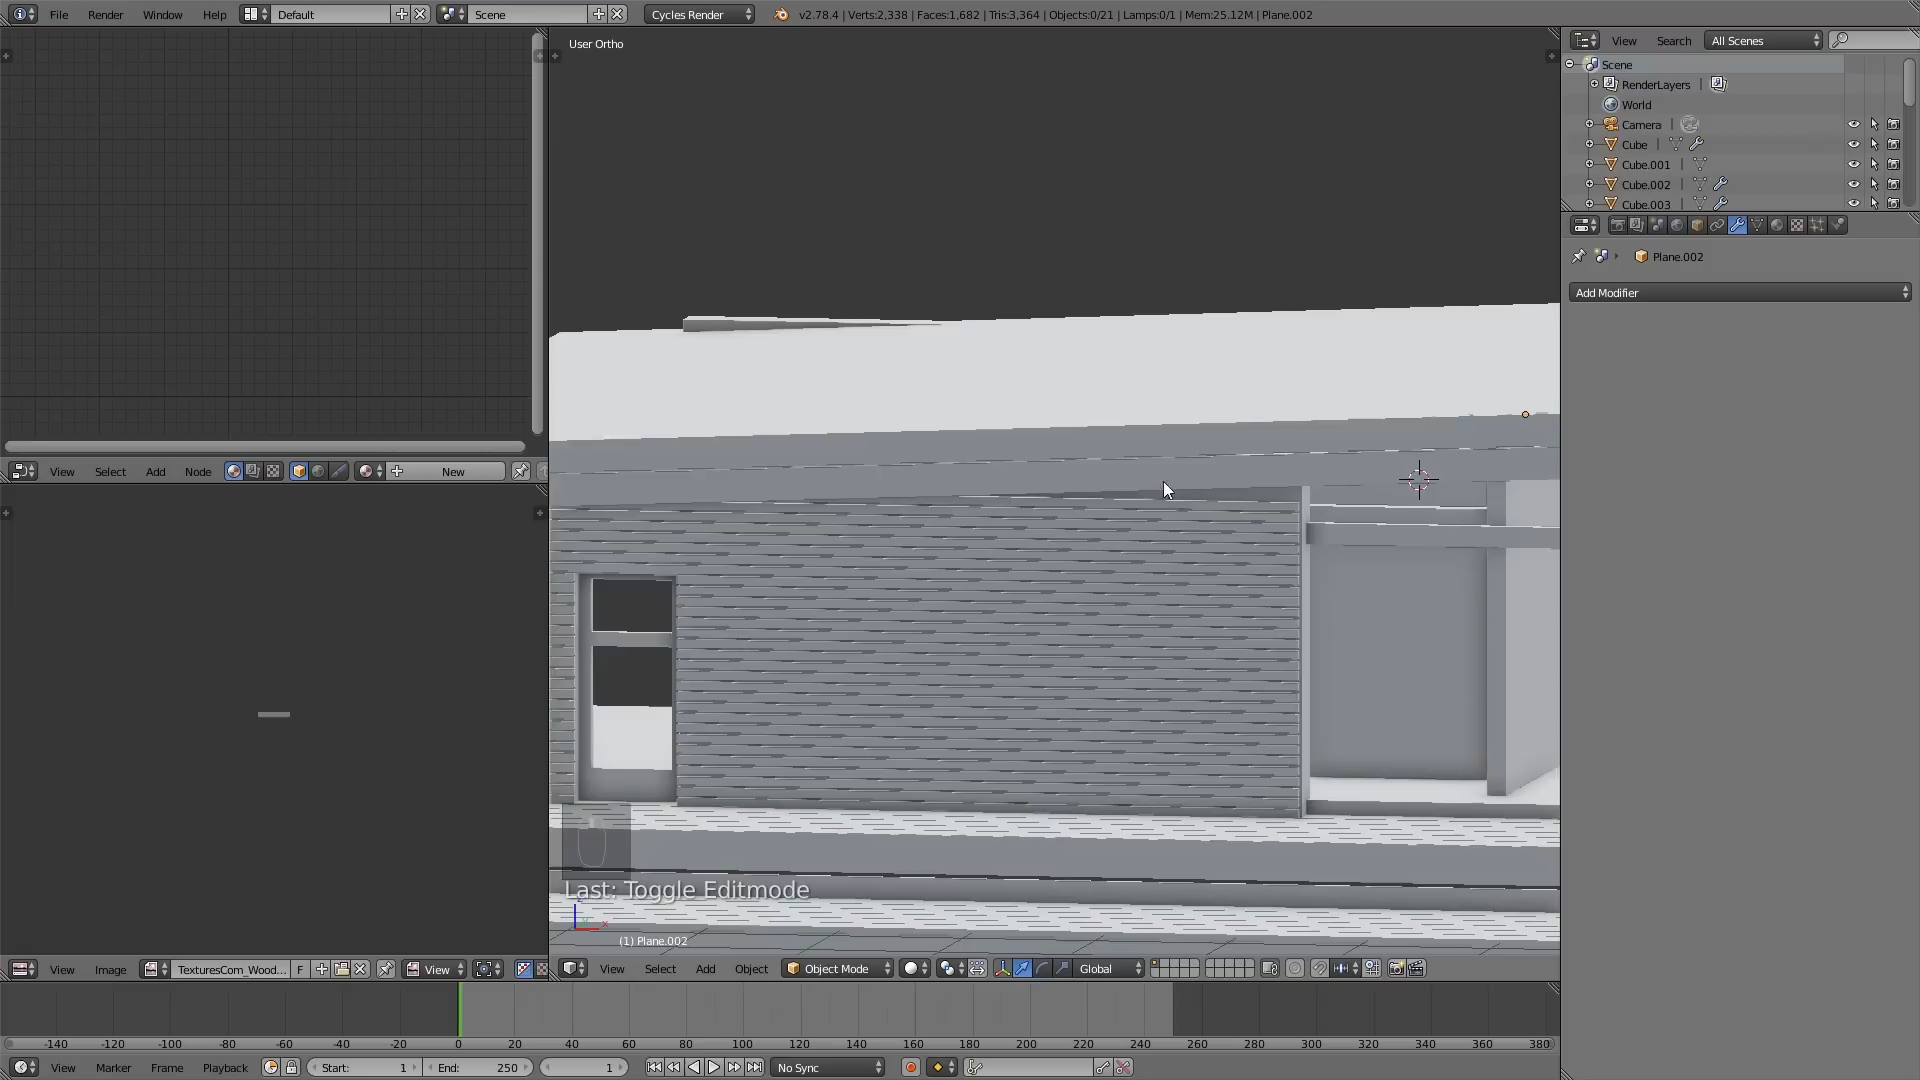 File Render Window Help Default Scene Cycles Render v2.78.4 | Verts:2,338 | Faces:1,682 | Tris:3,364 | Objects:0/21 | Lamps:0/1 | Mem:25.12M | Plane.002
User Ortho
View Search All Scenes
Scene
RenderLayers
World
Camera
Cube
Cube.001
Cube.002
Cube.003
Plane.002
Add Modifier
View Select Add Node New
Last: Toggle Editmode
(1) Plane.002
View Image TexturesCom_Wood... F View
View Select Add Object Object Mode Global
-140 -120 -100 -80 -60 -40 -20 0 20 40 60 80 100 120 140 160 180 200 220 240 260 280 300 320 340 360 380
View Marker Frame Playback Start: 1 End: 250 1 No Sync